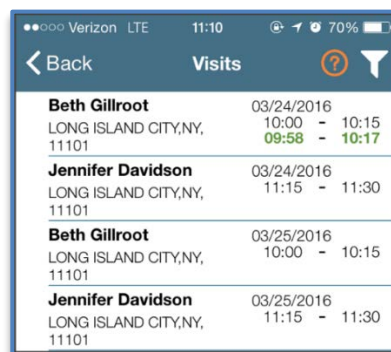 Verizon LTE 11:10 70%
Back Visits ?
Beth Gillroot 03/24/2016
LONG ISLAND CITY,NY, 10:00 - 10:15
11101 09:58 - 10:17
Jennifer Davidson 03/24/2016
LONG ISLAND CITY,NY, 11:15 - 11:30
11101
Beth Gillroot 03/25/2016
LONG ISLAND CITY,NY, 10:00 - 10:15
11101
Jennifer Davidson 03/25/2016
LONG ISLAND CITY,NY, 11:15 - 11:30
11101